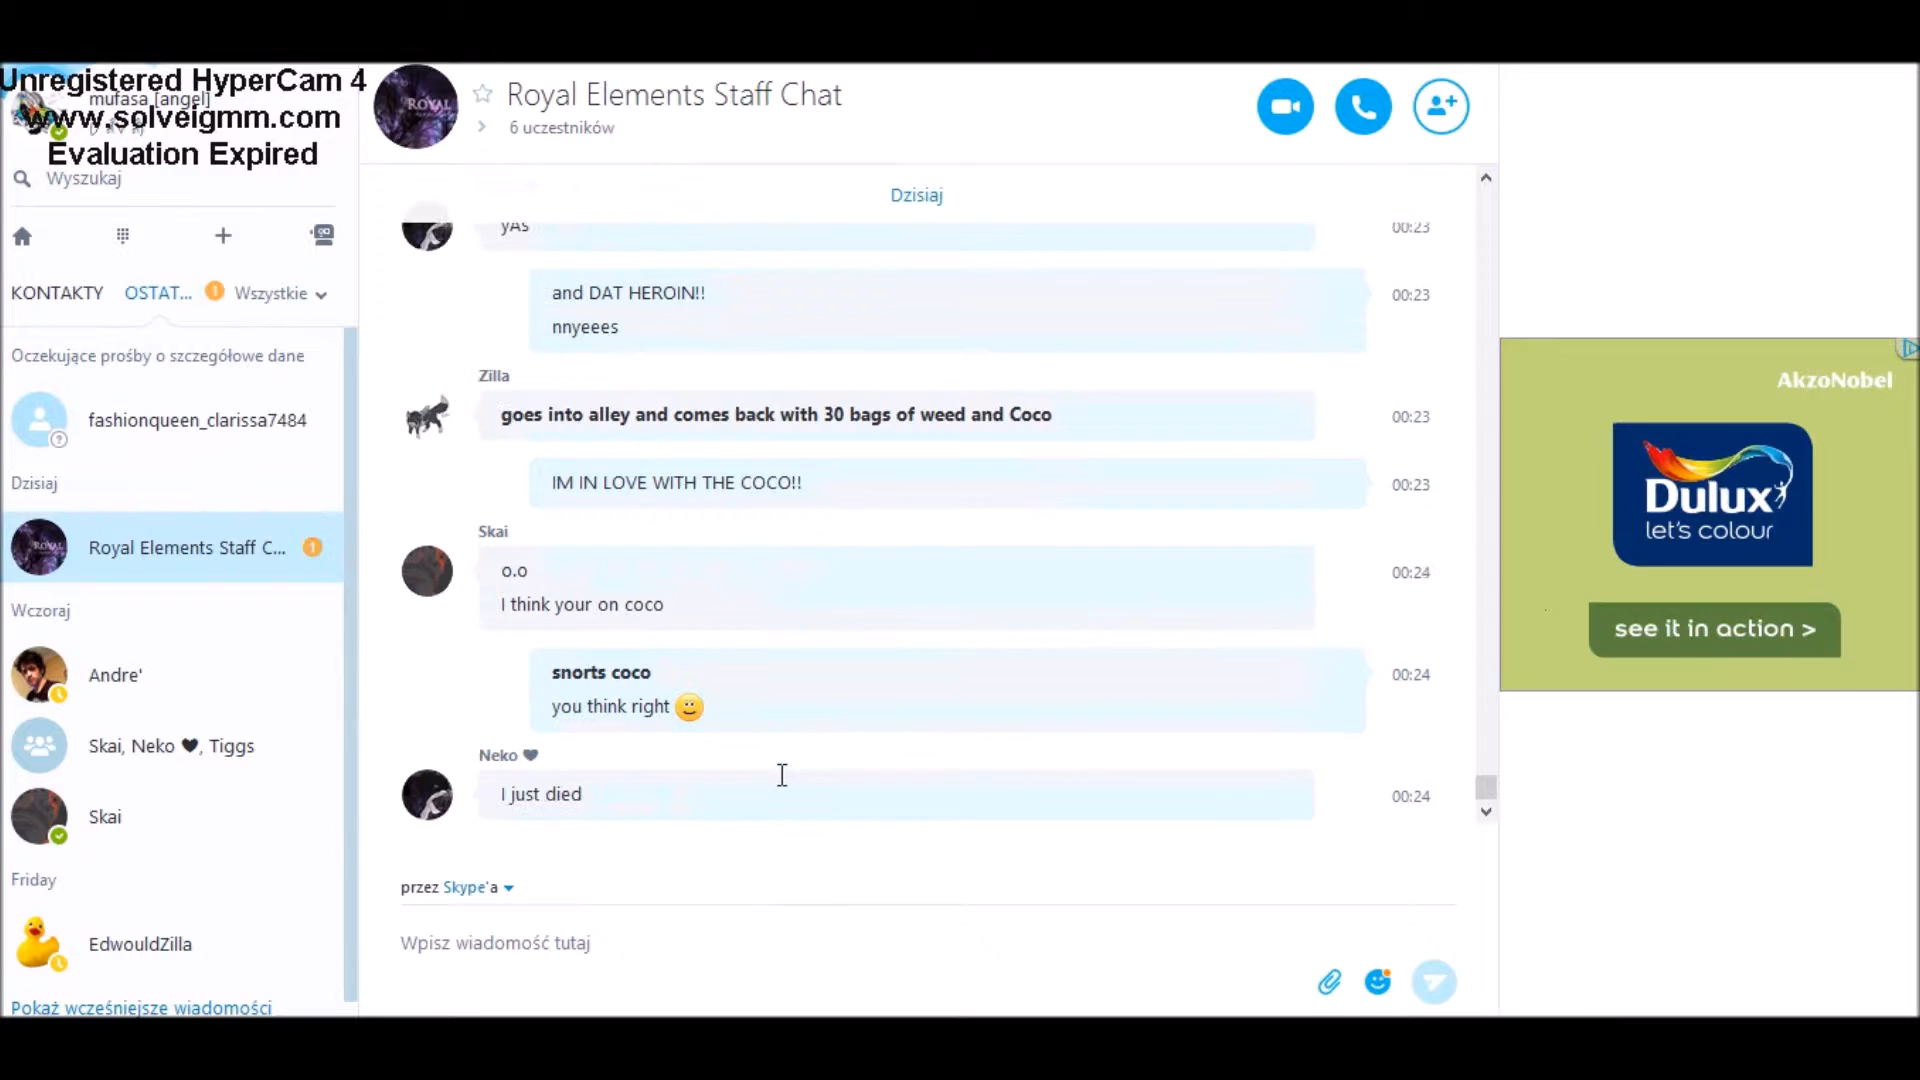 Unregistered HyperCam 4
mufasa [angel]
www.solveigmm.com
Evaluation Expired
Wyszukaj
KONTAKTY
OSTAT...
1
Wszystkie
Oczekujące prośby o szczegółowe dane
fashionqueen_clarissa7484
Dzisiaj
Royal Elements Staff C...
1
Wczoraj
Andre'
Skai, Neko 🖤, Tiggs
Skai
Friday
EdwouldZilla
Pokaż wcześniejsze wiadomości
ROYAL
Royal Elements Staff Chat
6 uczestników
Dzisiaj
yAs
00:23
and DAT HEROIN!!
00:23
nnyeees
Zilla
goes into alley and comes back with 30 bags of weed and Coco
00:23
IM IN LOVE WITH THE COCO!!
00:23
Skai
o.o
00:24
I think your on coco
snorts coco
00:24
you think right 🙂
Neko 🖤
I just died
00:24
przez Skype'a
Wpisz wiadomość tutaj
AkzoNobel
Dulux
let's colour
see it in action >